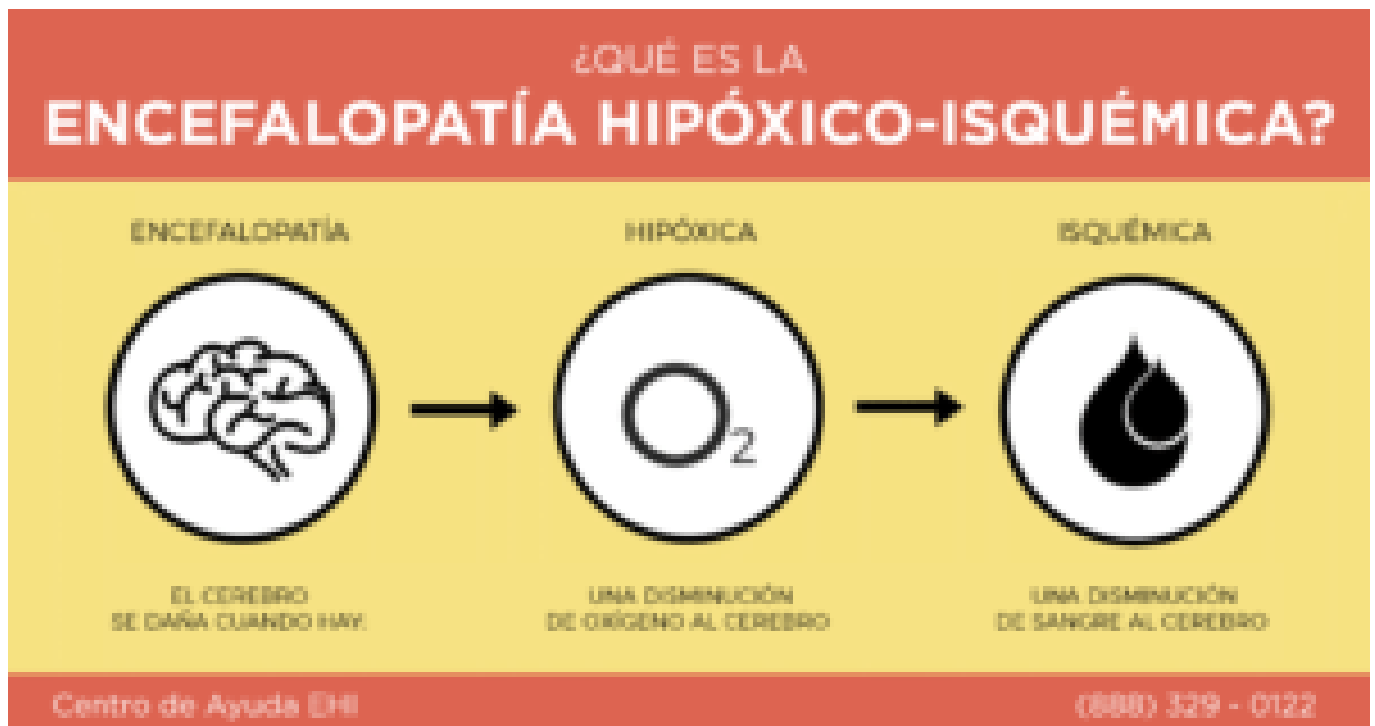 ¿QUÉ ES LA
ENCEFALOPATÍA HIPÓXICO-ISQUÉMICA?
ENCEFALOPATÍA
HIPÓXICA
ISQUÉMICA
O2
EL CEREBRO
SE DAÑA CUANDO HAY:
UNA DISMINUCIÓN
DE OXÍGENO AL CEREBRO
UNA DISMINUCIÓN
DE SANGRE AL CEREBRO
Centro de Ayuda EHI
(888) 329 - 0122